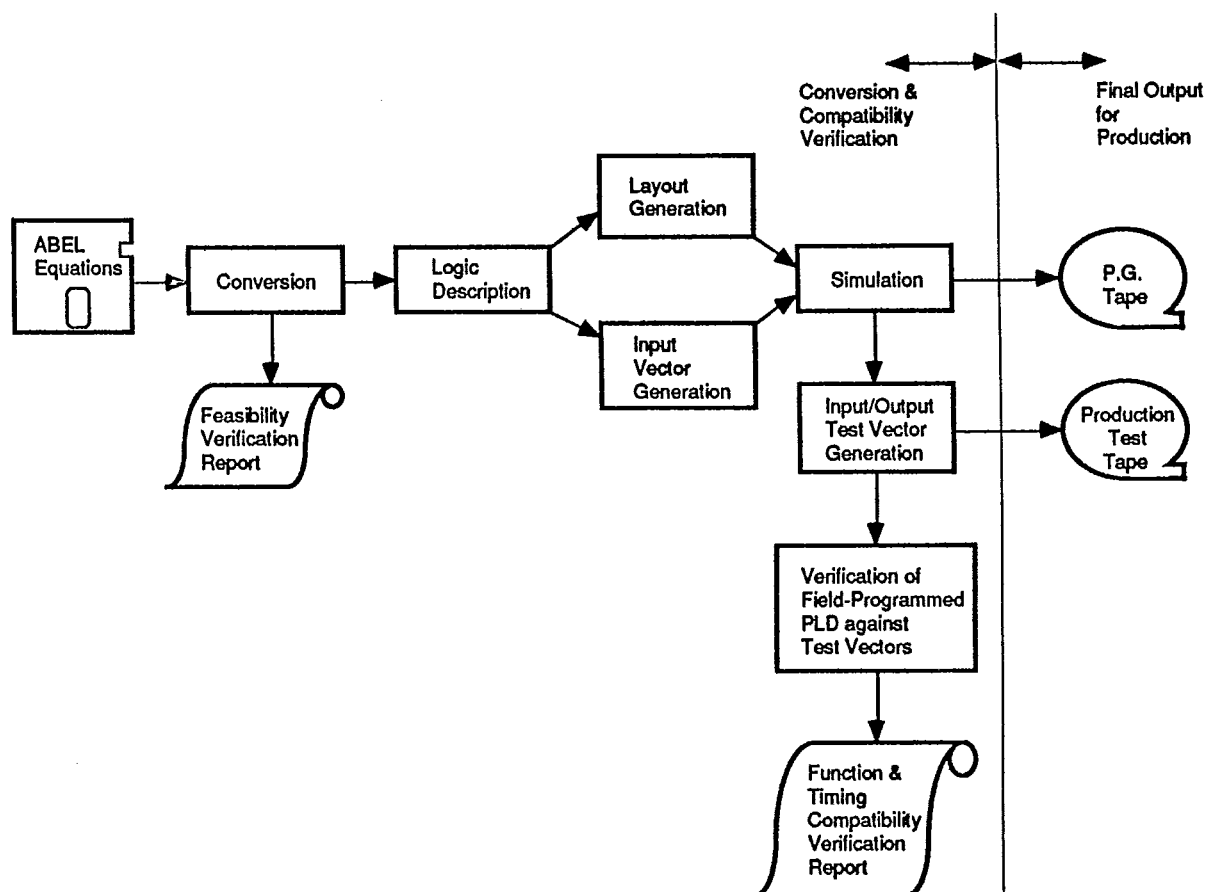 Conversion &
Compatibility
Verification
Final Output
for
Production
ABEL
Equations
Conversion
Logic
Description
Layout
Generation
Input
Vector
Generation
Simulation
P.G.
Tape
Feasibility
Verification
Report
Input/Output
Test Vector
Generation
Production
Test
Tape
Verification of
Field-Programmed
PLD against
Test Vectors
Function &
Timing
Compatibility
Verification
Report